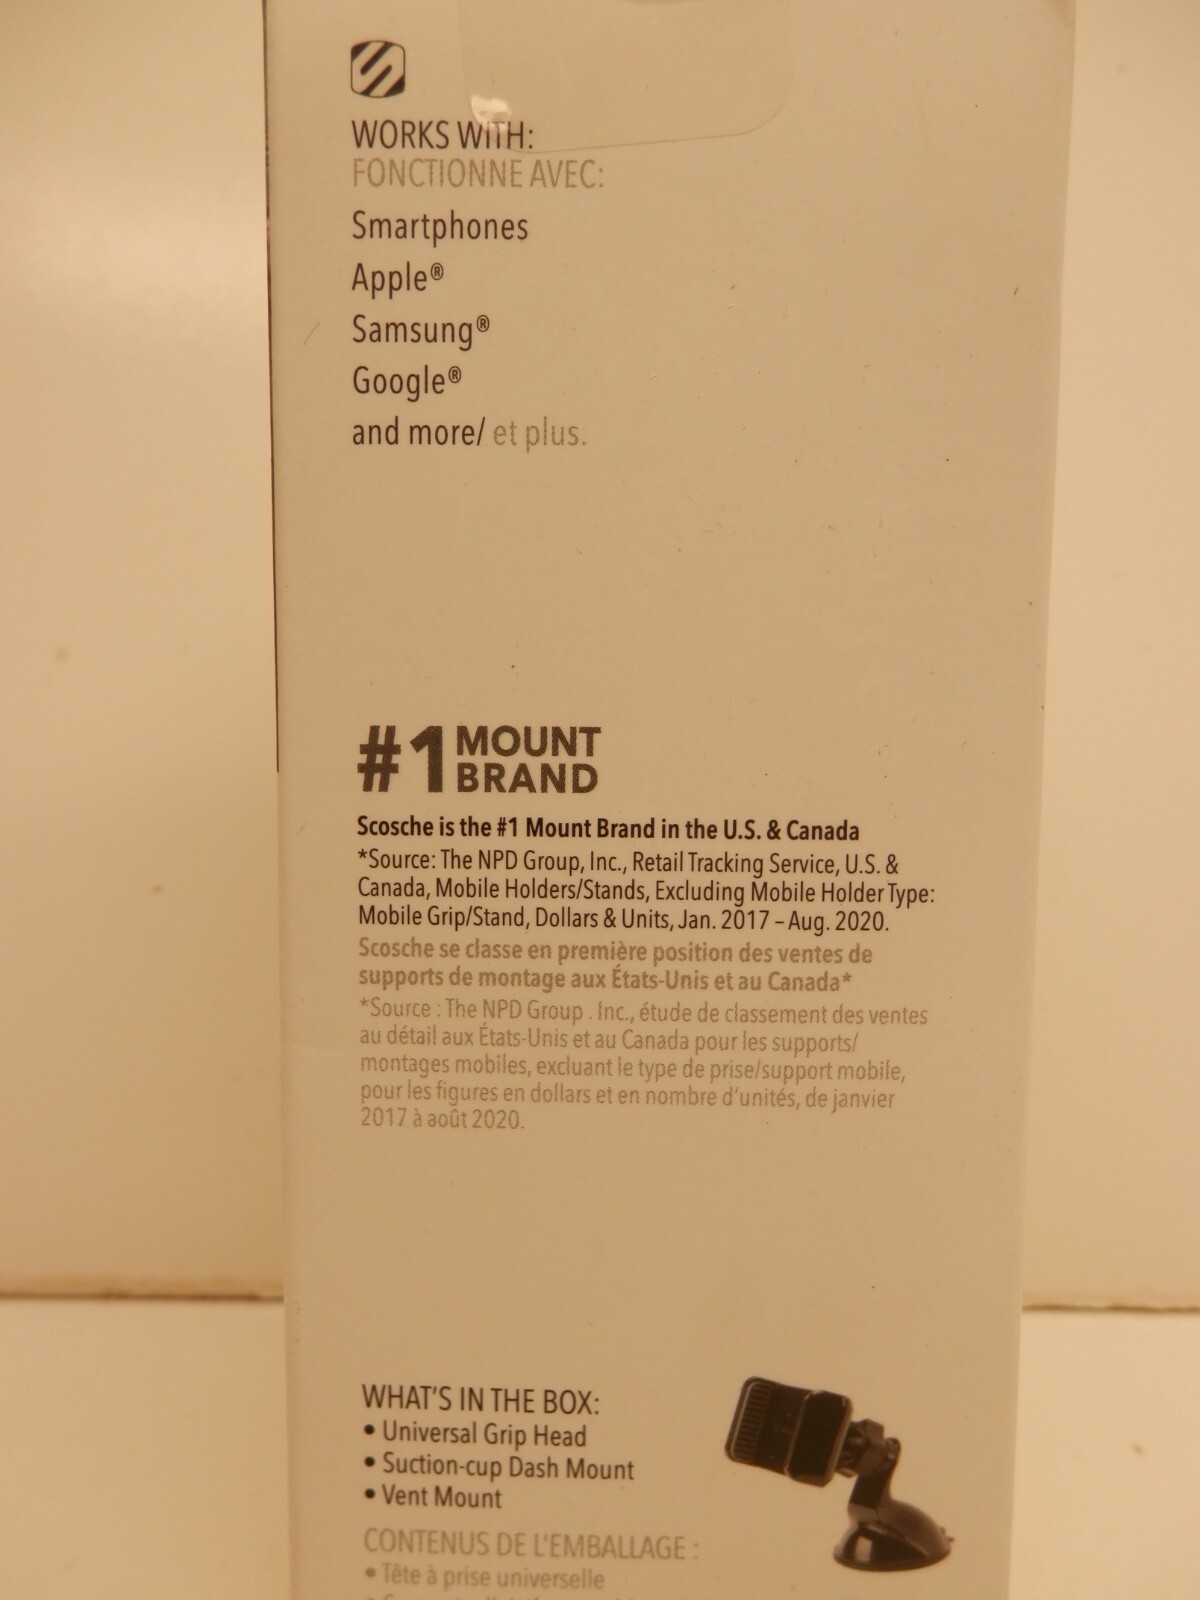 WORKS WITH:
FONCTIONNE AVEC:
Smartphones
Apple®
Samsung®
Google®
and more/ et plus.
#1 MOUNT
BRAND
Scosche is the #1 Mount Brand in the U.S. & Canada
*Source: The NPD Group, Inc., Retail Tracking Service, U.S. &
Canada, Mobile Holders/Stands, Excluding Mobile Holder Type:
Mobile Grip/Stand, Dollars & Units, Jan. 2017 – Aug. 2020.
Scosche se classe en première position des ventes de
supports de montage aux États-Unis et au Canada*
*Source : The NPD Group . Inc., étude de classement des ventes
au détail aux États-Unis et au Canada pour les supports/
montages mobiles, excluant le type de prise/support mobile,
pour les figures en dollars et en nombre d'unités, de janvier
2017 à août 2020.
WHAT'S IN THE BOX:
• Universal Grip Head
• Suction-cup Dash Mount
• Vent Mount
CONTENUS DE L'EMBALLAGE :
• Tête à prise universelle